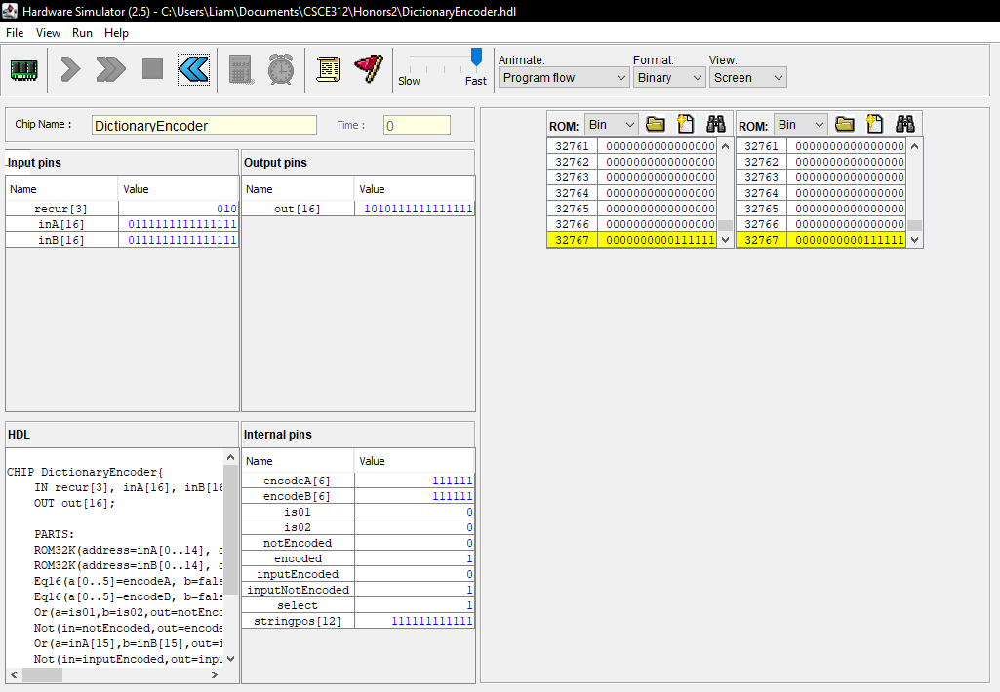 Hardware Simulator (2.5) - C:\Users\Liam\Documents\CSCE312\Honors2\DictionaryEncoder.hdl
File View Run Help
Slow Fast
Animate: Format: View:
Program flow Binary Screen
Chip Name : DictionaryEncoder Time : 0
ROM: Bin ROM: Bin
32761 0000000000000000 32761 0000000000000000
32762 0000000000000000 32762 0000000000000000
32763 0000000000000000 32763 0000000000000000
32764 0000000000000000 32764 0000000000000000
32765 0000000000000000 32765 0000000000000000
32766 0000000000000000 32766 0000000000000000
32767 0000000000111111 32767 0000000000111111
Input pins
Name Value
recur[3] 010
inA[16] 0111111111111111
inB[16] 0111111111111111
Output pins
Name Value
out[16] 1010111111111111
HDL
CHIP DictionaryEncoder{
IN recur[3], inA[16], inB[16
OUT out[16];
PARTS:
ROM32K(address=inA[0..14], 
ROM32K(address=inB[0..14], 
Eq16(a[0..5]=encodeA, b=fals
Eq16(a[0..5]=encodeB, b=fals
Or(a=is01,b=is02,out=notEnc
Not(in=notEncoded,out=encode
Or(a=inA[15],b=inB[15],out=i
Not(in=inputEncoded,out=inpu
Internal pins
Name Value
encodeA[6] 111111
encodeB[6] 111111
is01 0
is02 0
notEncoded 0
encoded 1
inputEncoded 0
inputNotEncoded 1
select 1
stringpos[12] 111111111111